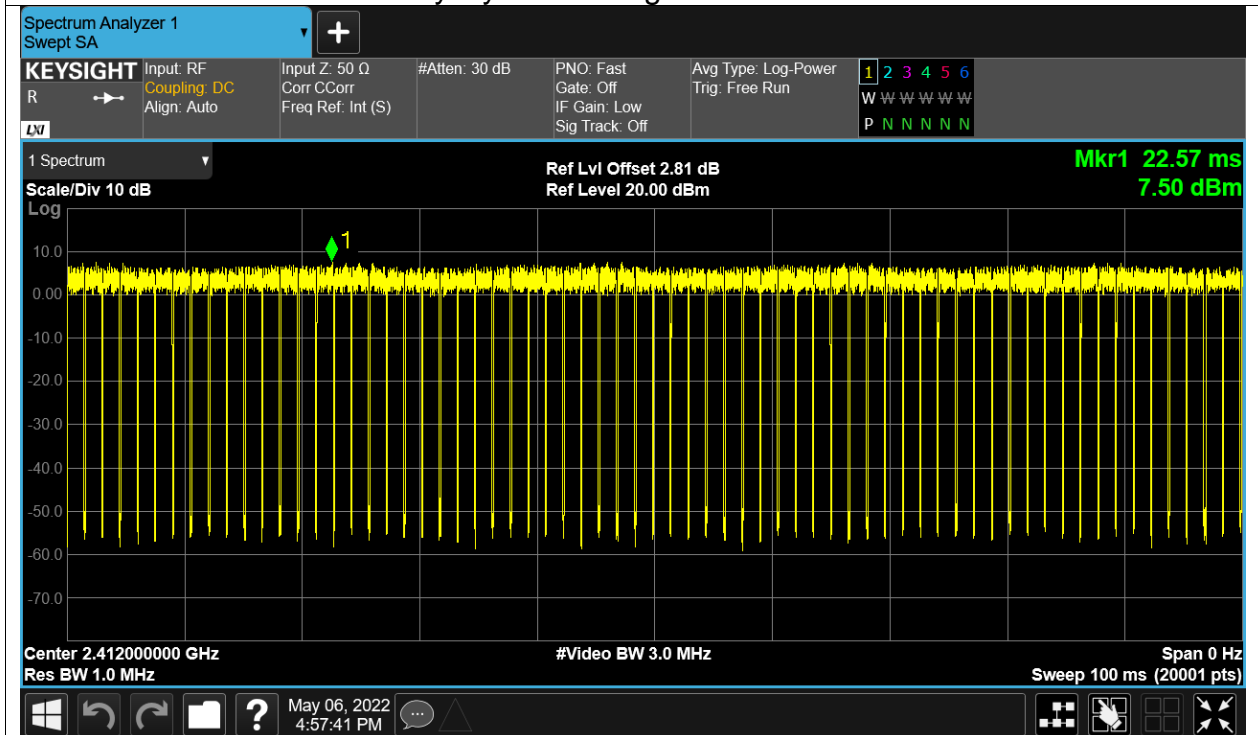 Spectrum Analyzer 1
Swept SA
+
KEYSIGHT Input: RF Input Z: 50 Ω #Atten: 30 dB PNO: Fast Avg Type: Log-Power 1 2 3 4 5 6
R Coupling: DC Corr CCorr Gate: Off Trig: Free Run W W W W W W
Align: Auto Freq Ref: Int (S) IF Gain: Low P N N N N N
LXI Sig Track: Off
1 Spectrum Ref Lvl Offset 2.81 dB Mkr1 22.57 ms
Scale/Div 10 dB Ref Level 20.00 dBm 7.50 dBm
Log
1
10.0
0.00
-10.0
-20.0
-30.0
-40.0
-50.0
-60.0
-70.0
Center 2.412000000 GHz #Video BW 3.0 MHz Span 0 Hz
Res BW 1.0 MHz Sweep 100 ms (20001 pts)
? May 06, 2022
4:57:41 PM